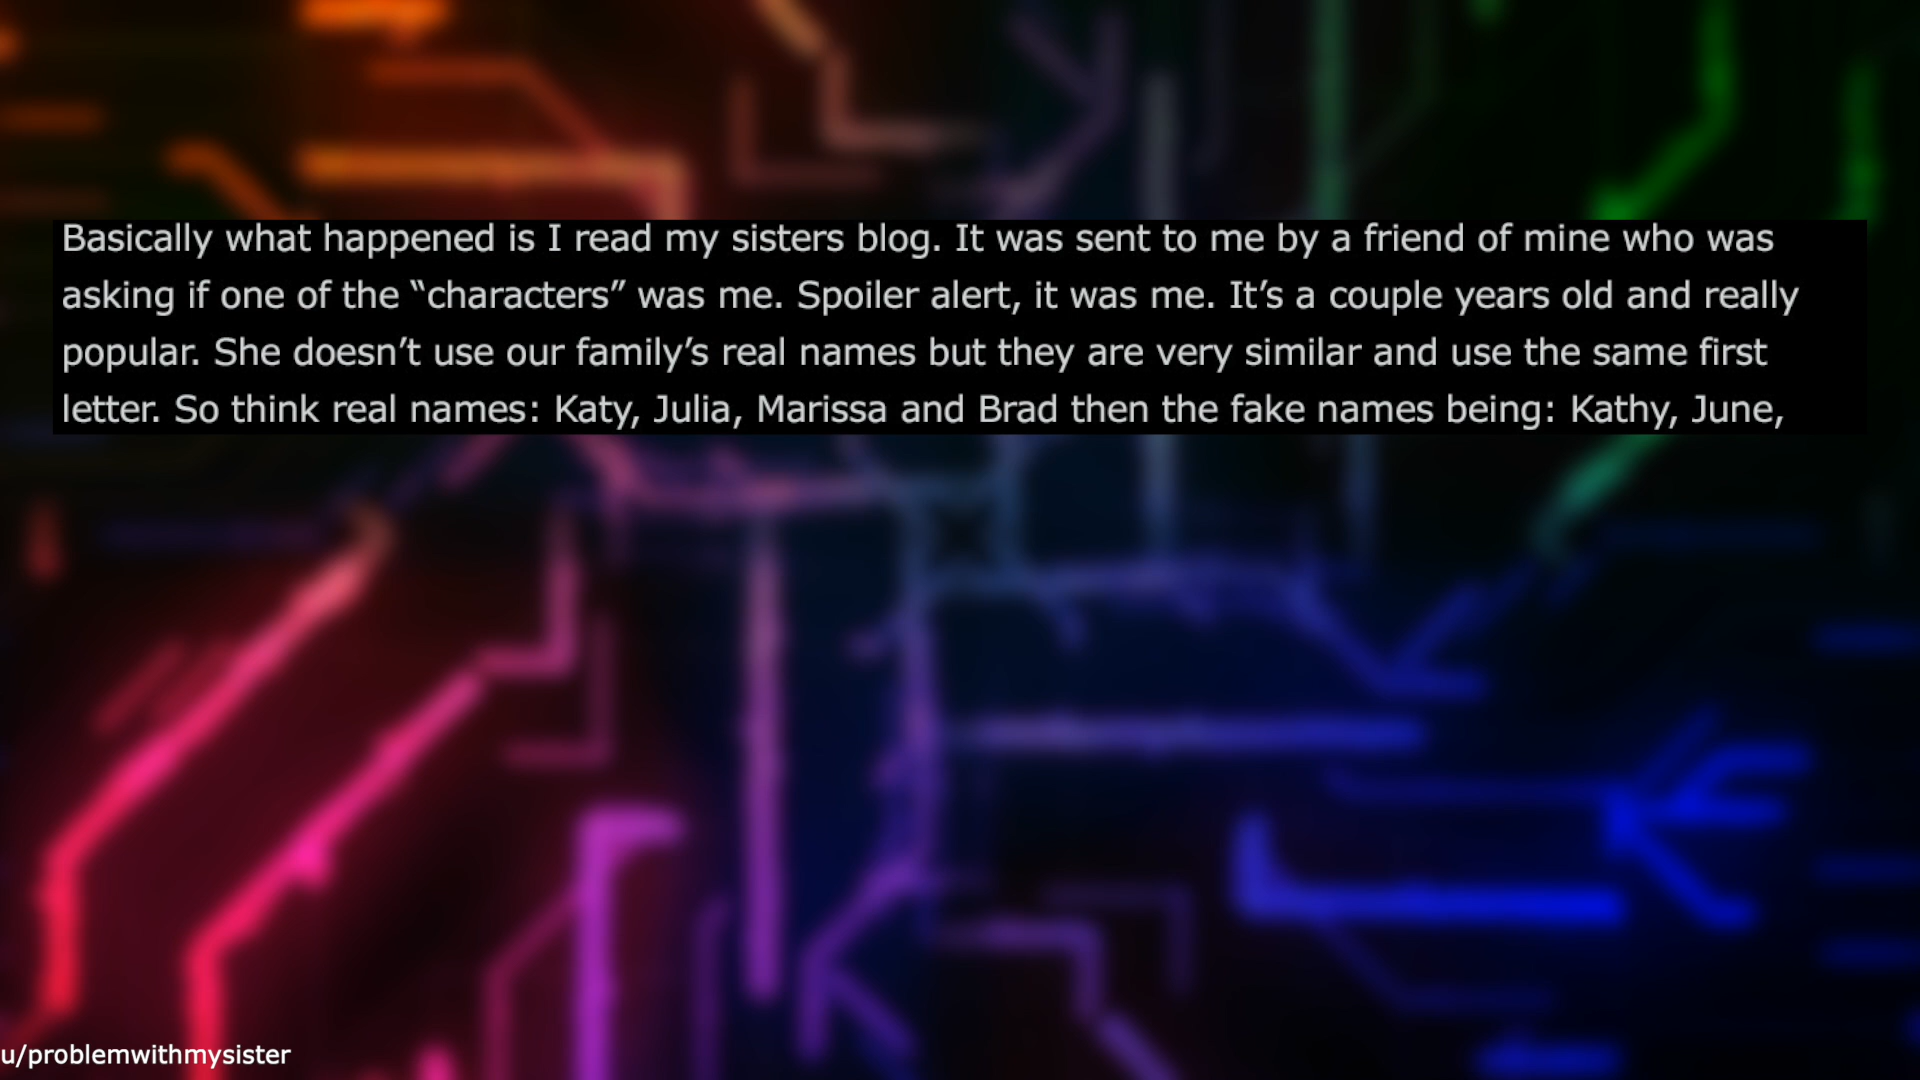 Basically what happened is I read my sisters blog. It was sent to me by a friend of mine who was
asking if one of the “characters” was me. Spoiler alert, it was me. It’s a couple years old and really
popular. She doesn’t use our family’s real names but they are very similar and use the same first
letter. So think real names: Katy, Julia, Marissa and Brad then the fake names being: Kathy, June,
u/problemwithmysister